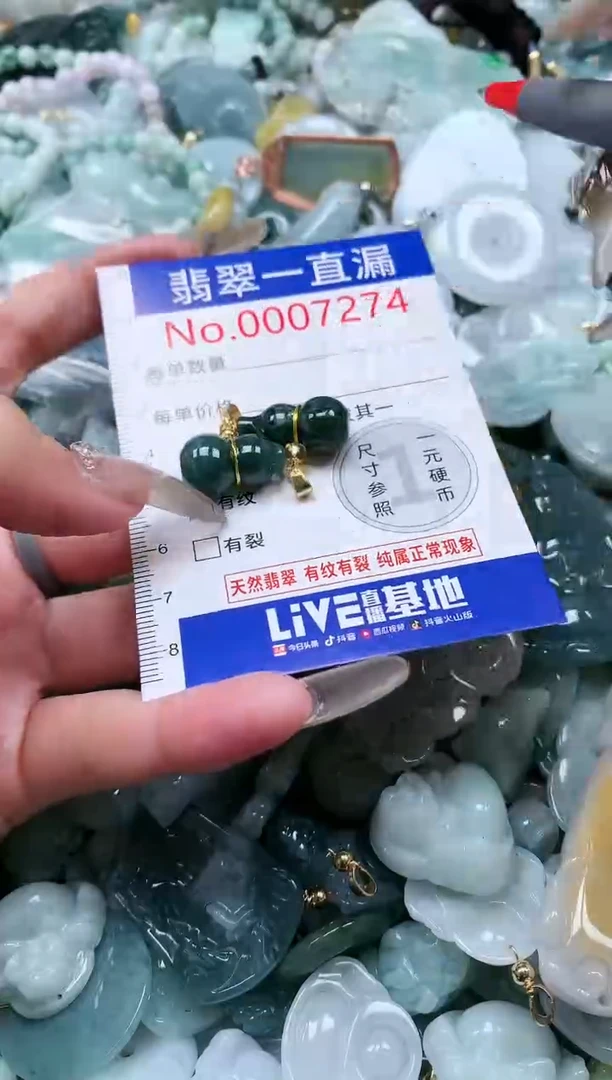 翡翠一直漏
No.0007274
每单数量
每单价格
其一
一元硬币
尺寸参照
1
有纹
6
有裂
天然翡翠 有纹有裂 纯属正常现象
7
LiVE直播基地
8
今日头条 抖音 西瓜视频 抖音火山版